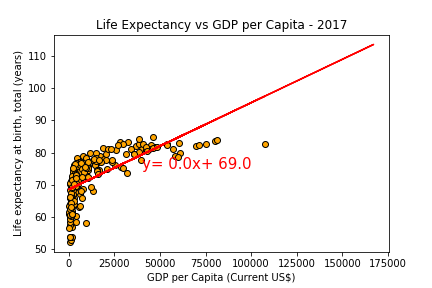 Life Expectancy vs GDP per Capita - 2017
Life expectancy at birth, total (years)
110
100
90
80
70
60
50
y= 0.0x+ 69.0
0 25000 50000 75000 100000 125000 150000 175000
GDP per Capita (Current US$)